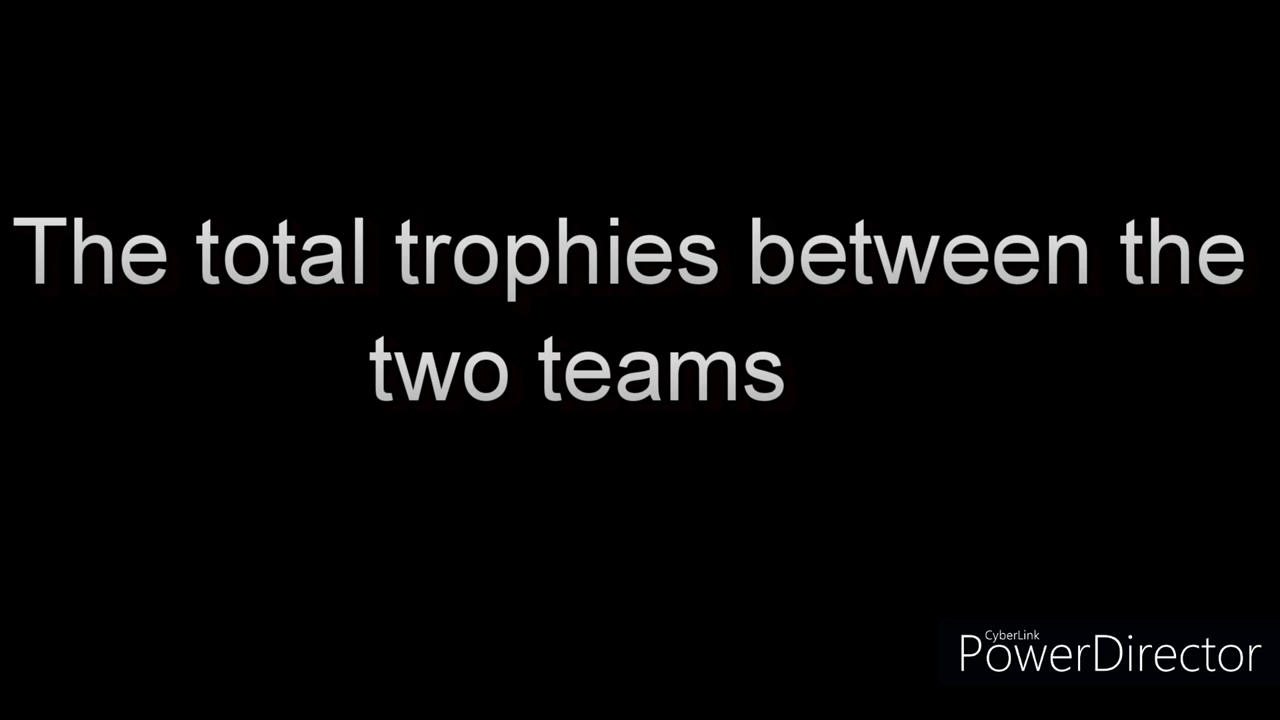 The total trophies between the
two teams
CyberLink
PowerDirector